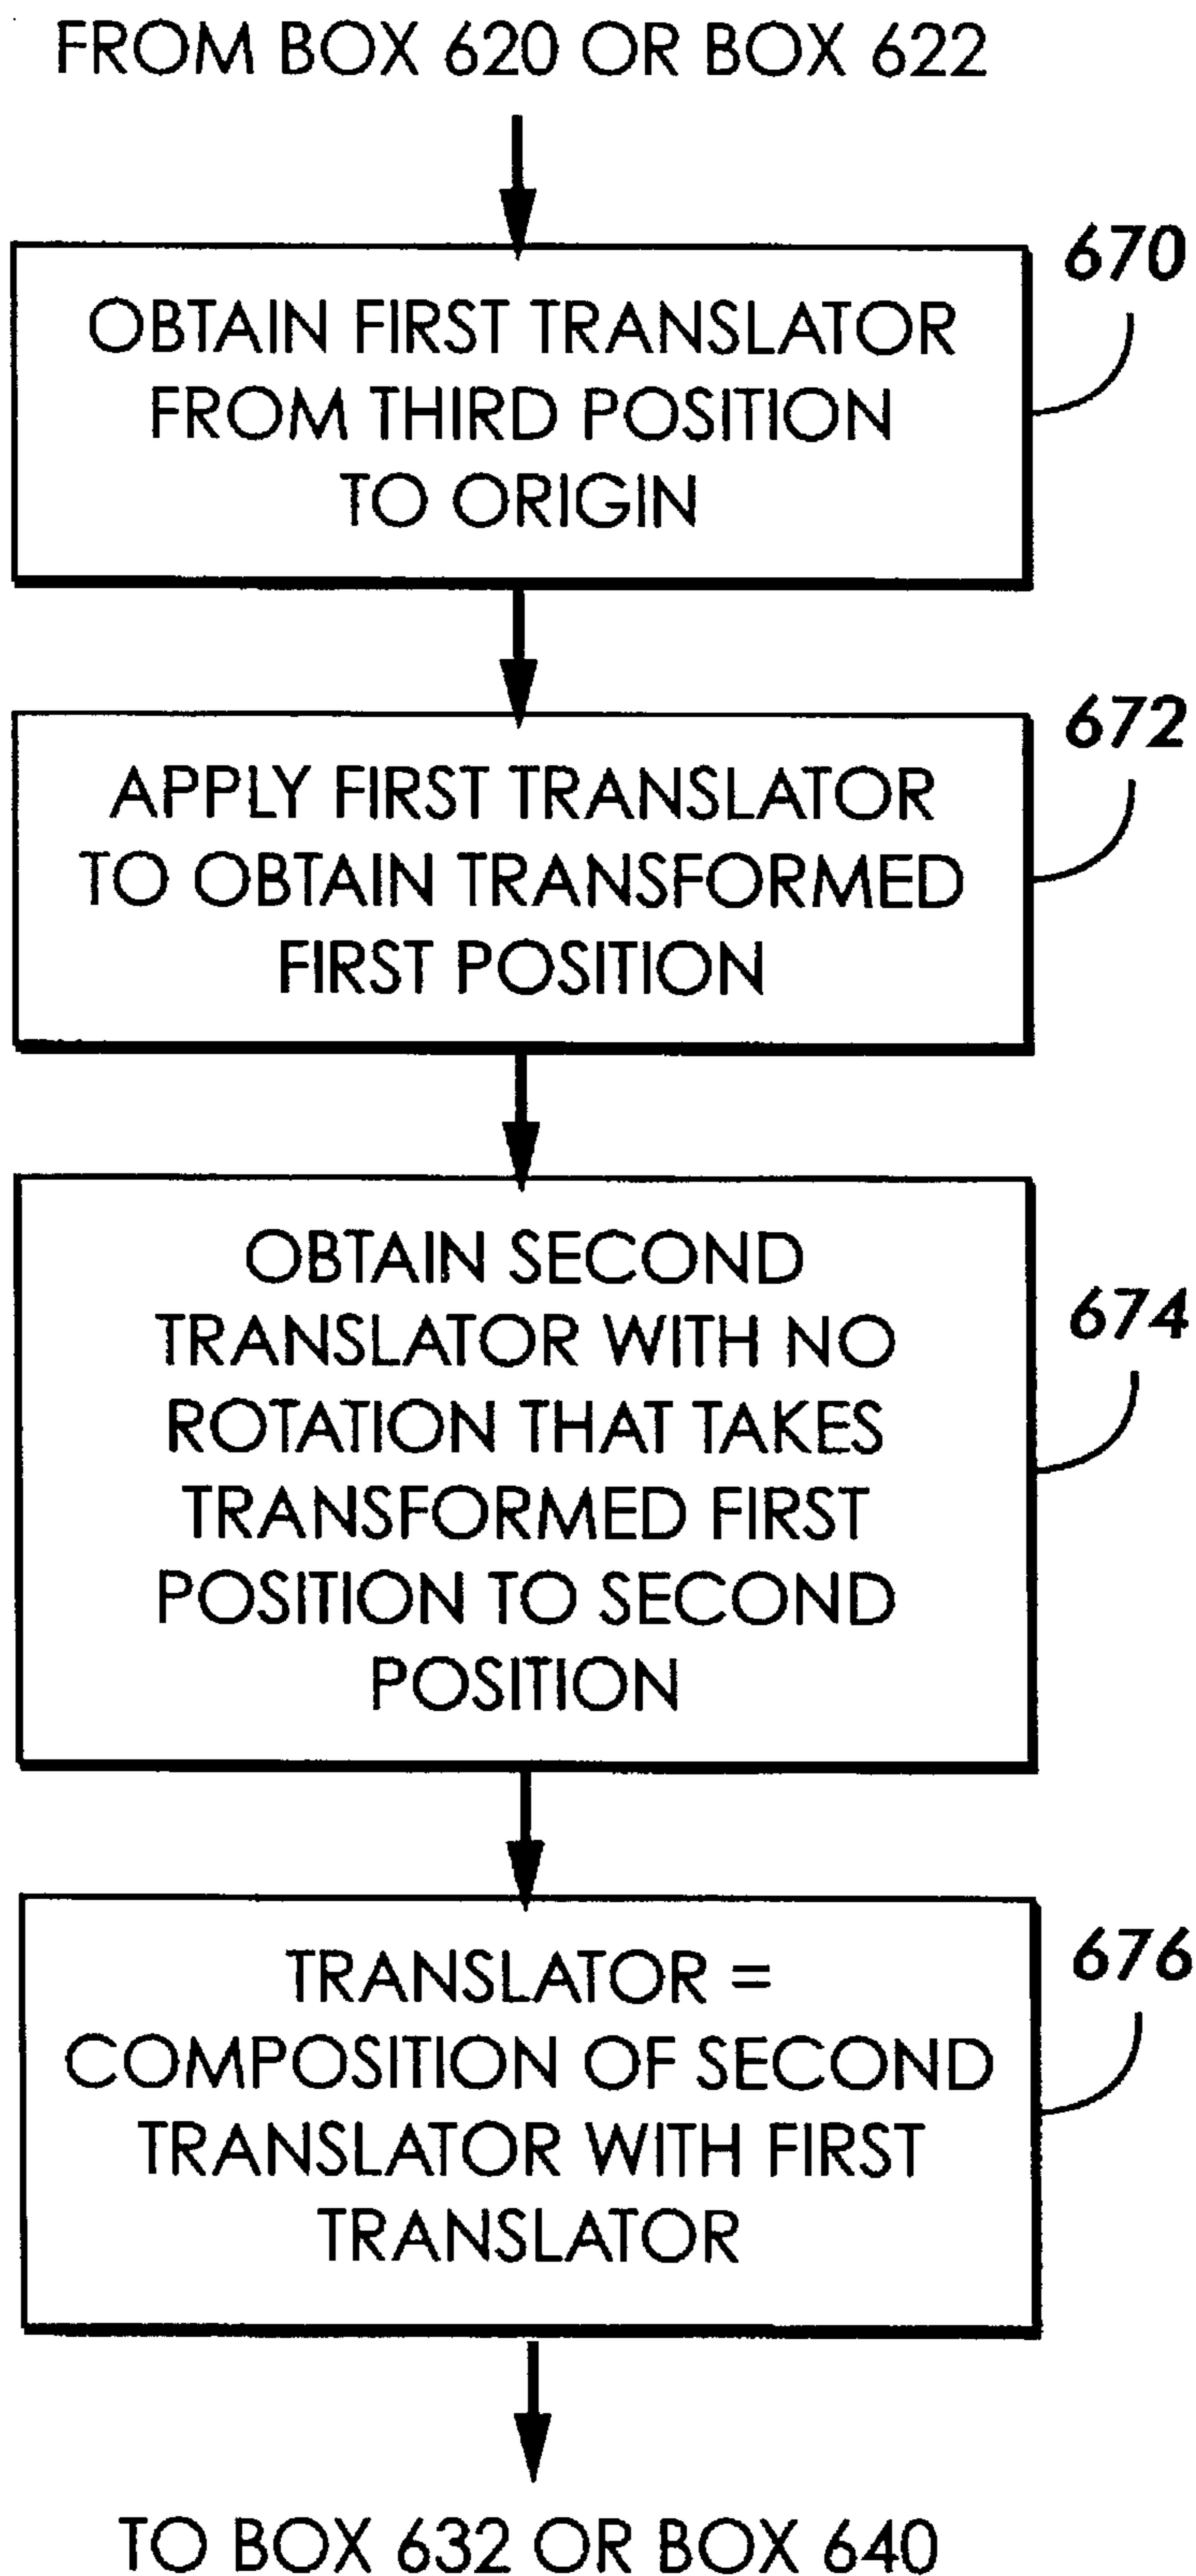 FROM BOX 620 OR BOX 622
670
OBTAIN FIRST TRANSLATOR
FROM THIRD POSITION
TO ORIGIN
672
APPLY FIRST TRANSLATOR
TO OBTAIN TRANSFORMED
FIRST POSITION
OBTAIN SECOND
674
TRANSLATOR WITH NO
ROTATION THAT TAKES
TRANSFORMED FIRST
POSITION TO SECOND
POSITION
676
TRANSLATOR =
COMPOSITION OF SECOND
TRANSLATOR WITH FIRST
TRANSLATOR
TO BOX 632 OR BOX 640